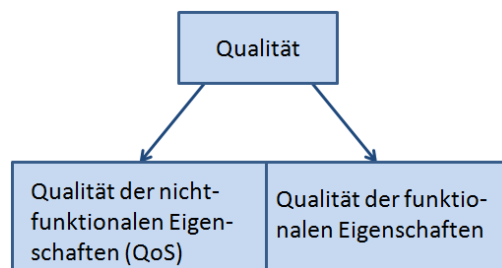 Qualität
Qualität der nicht-
funktionalen Eigen-
schaften (QoS)
Qualität der funktio-
nalen Eigenschaften